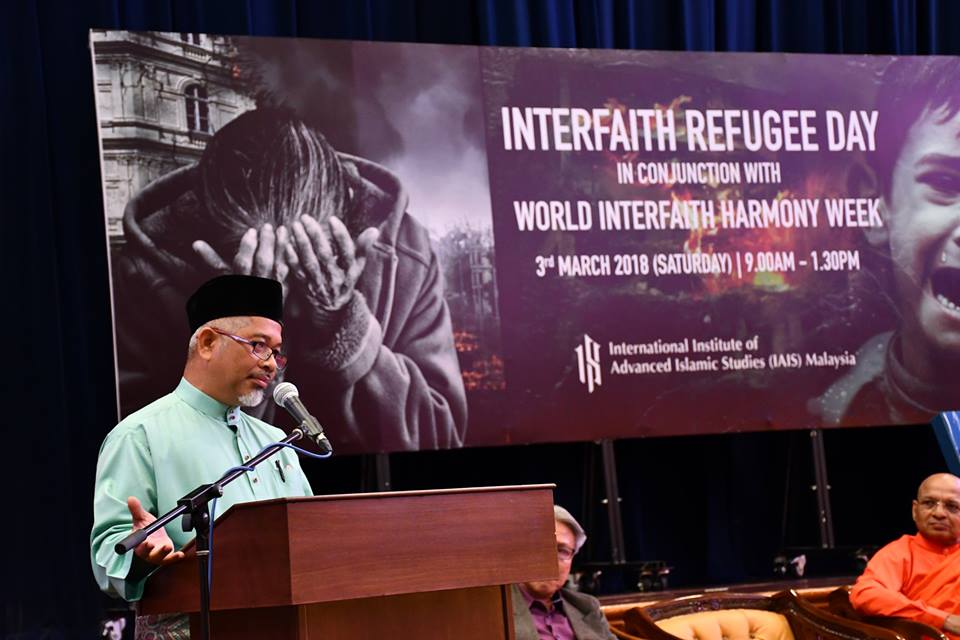 INTERFAITH REFUGEE DAY
IN CONJUNCTION WITH
WORLD INTERFAITH HARMONY WEEK
3rd MARCH 2018 (SATURDAY) | 9.00AM – 1.30PM
International Institute of
Advanced Islamic Studies (IAIS) Malaysia